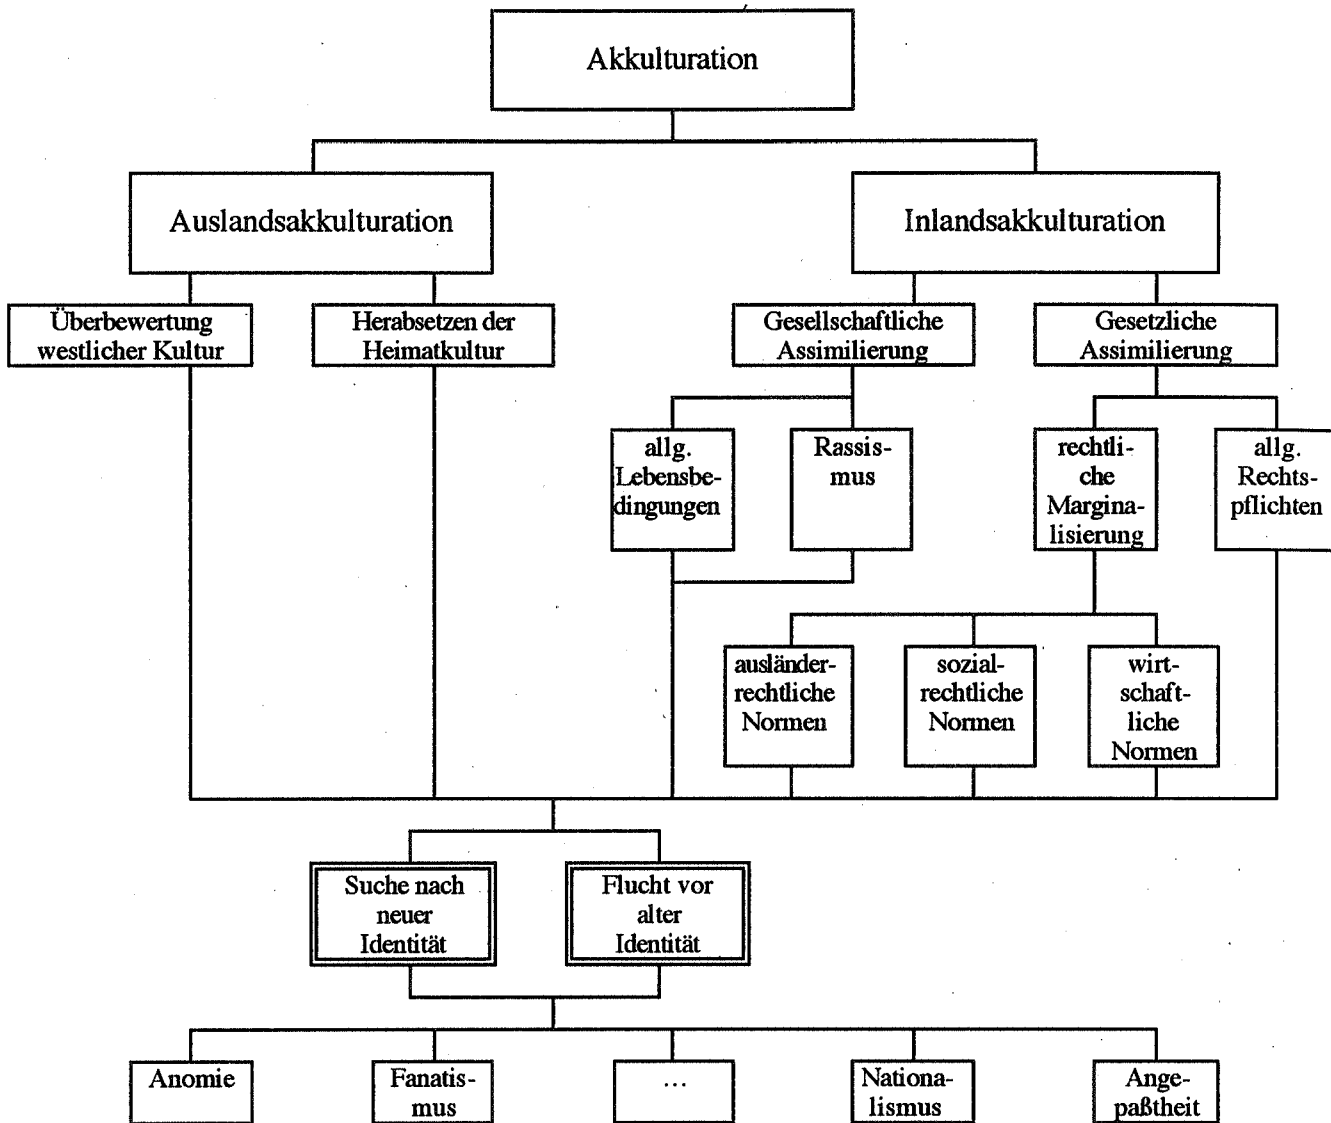 Akkulturation
Auslandsakkulturation
Inlandsakkulturation
Überbewertung
westlicher Kultur
Herabsetzen der
Heimatkultur
Gesellschaftliche
Assimilierung
Gesetzliche
Assimilierung
allg.
Lebensbe-
dingungen
Rassis-
mus
rechtli-
che
Margina-
lisierung
allg.
Rechts-
pflichten
ausländer-
rechtliche
Normen
sozial-
rechtliche
Normen
wirt-
schaft-
liche
Normen
Suche nach
neuer
Identität
Flucht vor
alter
Identität
Anomie
Fanatis-
mus
...
Nationa-
lismus
Ange-
paßtheit